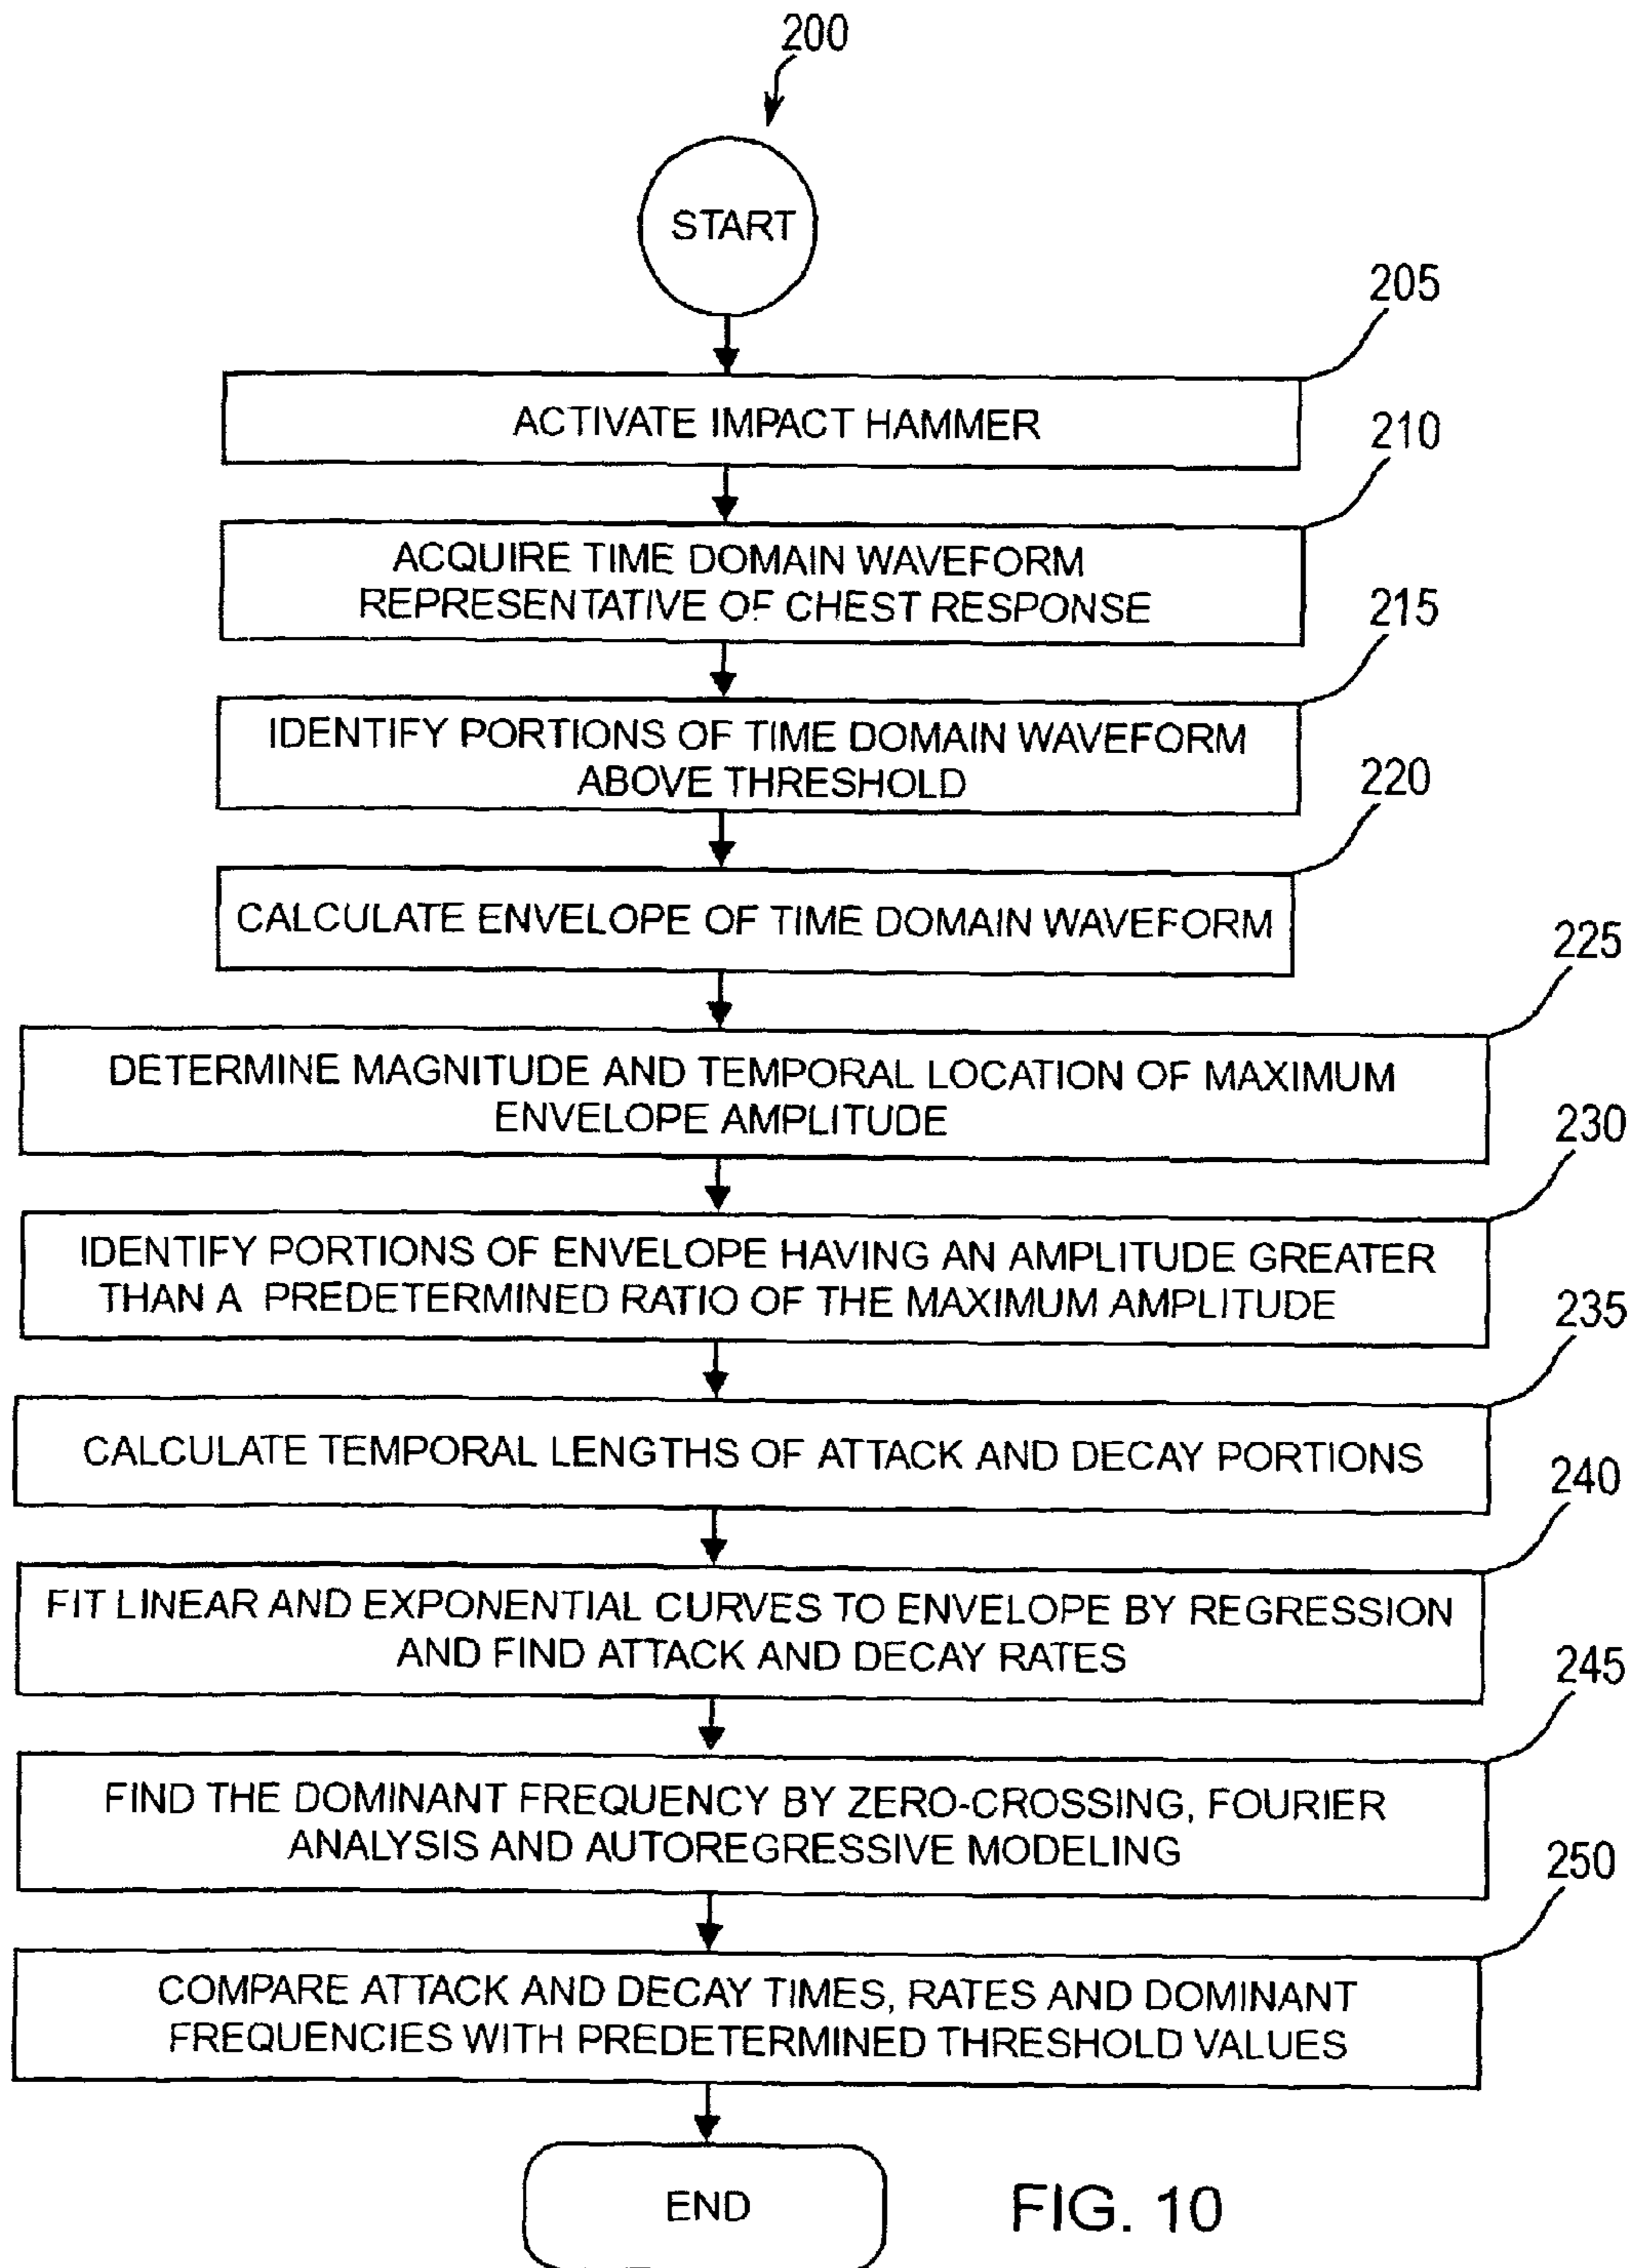 200
START
205
ACTIVATE IMPACT HAMMER
210
ACQUIRE TIME DOMAIN WAVEFORM
REPRESENTATIVE OF CHEST RESPONSE
215
IDENTIFY PORTIONS OF TIME DOMAIN WAVEFORM
ABOVE THRESHOLD
220
CALCULATE ENVELOPE OF TIME DOMAIN WAVEFORM
225
DETERMINE MAGNITUDE AND TEMPORAL LOCATION OF MAXIMUM
ENVELOPE AMPLITUDE
230
IDENTIFY PORTIONS OF ENVELOPE HAVING AN AMPLITUDE GREATER
THAN A PREDETERMINED RATIO OF THE MAXIMUM AMPLITUDE
235
CALCULATE TEMPORAL LENGTHS OF ATTACK AND DECAY PORTIONS
240
FIT LINEAR AND EXPONENTIAL CURVES TO ENVELOPE BY REGRESSION
AND FIND ATTACK AND DECAY RATES
245
FIND THE DOMINANT FREQUENCY BY ZERO-CROSSING, FOURIER
ANALYSIS AND AUTOREGRESSIVE MODELING
250
COMPARE ATTACK AND DECAY TIMES, RATES AND DOMINANT
FREQUENCIES WITH PREDETERMINED THRESHOLD VALUES
END
FIG. 10